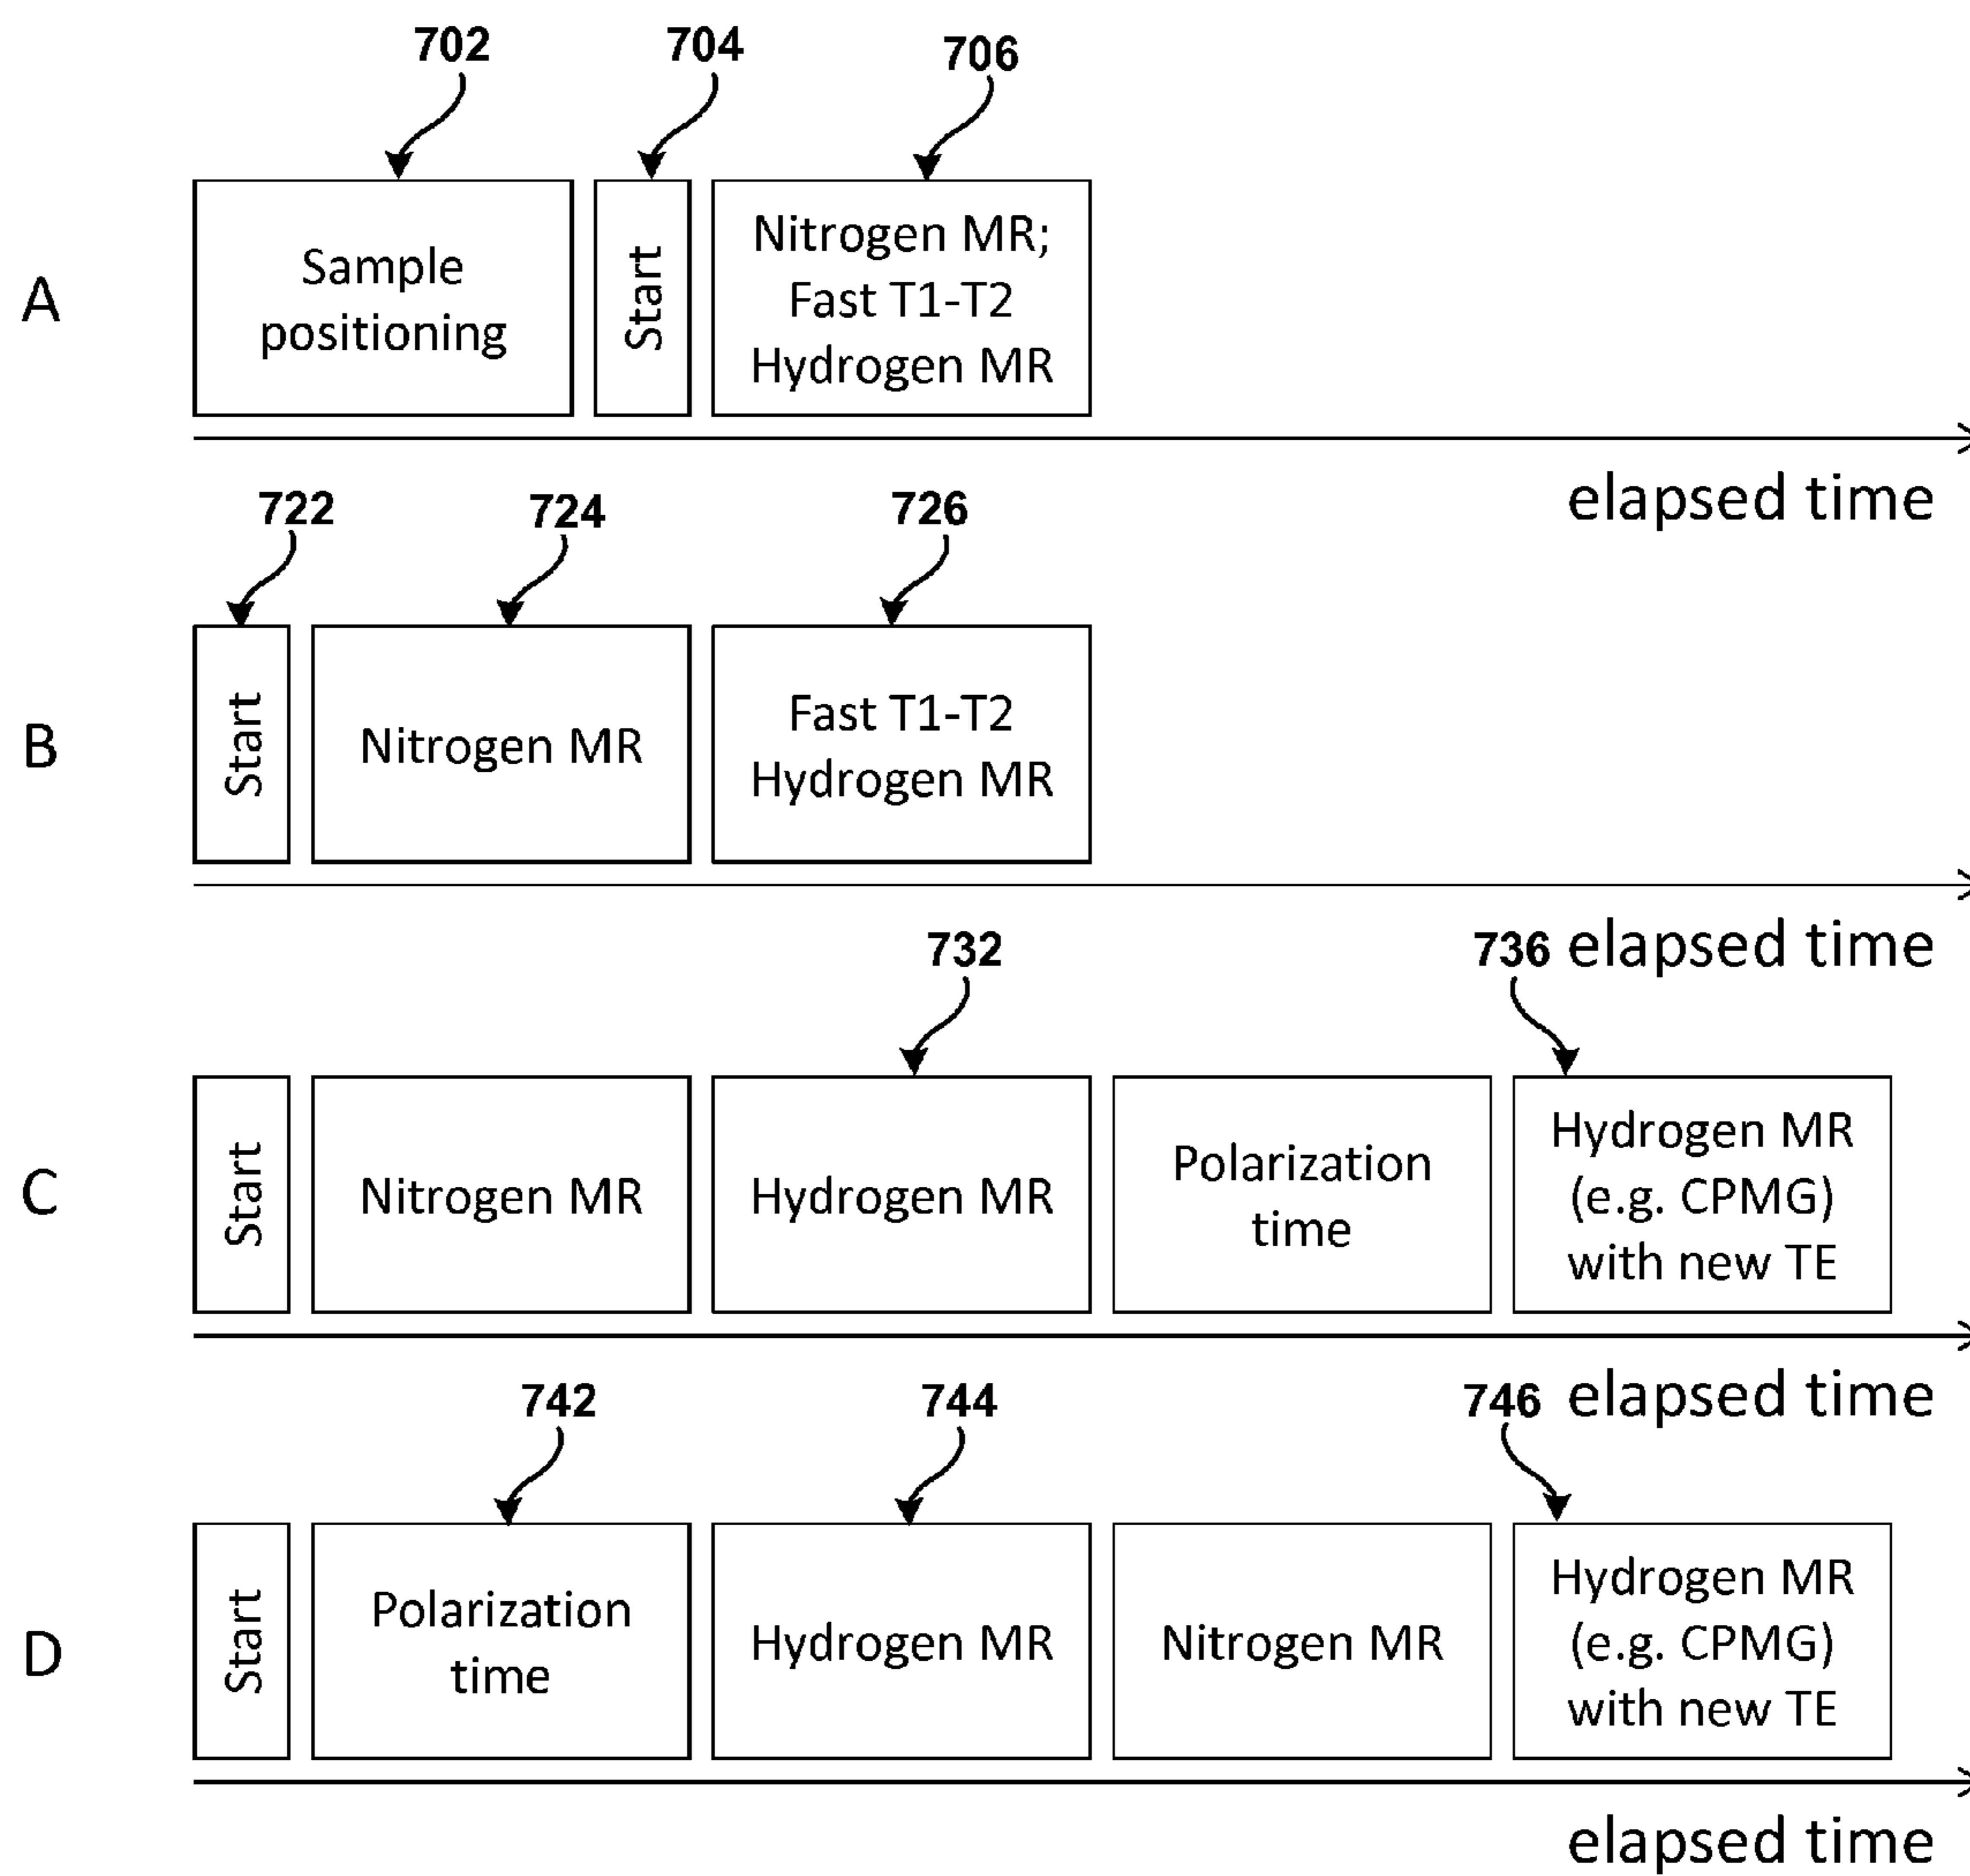 702
704
706
A
Sample
positioning
Start
Nitrogen MR;
Fast T1-T2
Hydrogen MR
elapsed time
722
724
726
B
Start
Nitrogen MR
Fast T1-T2
Hydrogen MR
elapsed time
732
736
C
Start
Nitrogen MR
Hydrogen MR
Polarization
time
Hydrogen MR
(e.g. CPMG)
with new TE
elapsed time
742
744
746
D
Start
Polarization
time
Hydrogen MR
Nitrogen MR
Hydrogen MR
(e.g. CPMG)
with new TE
elapsed time